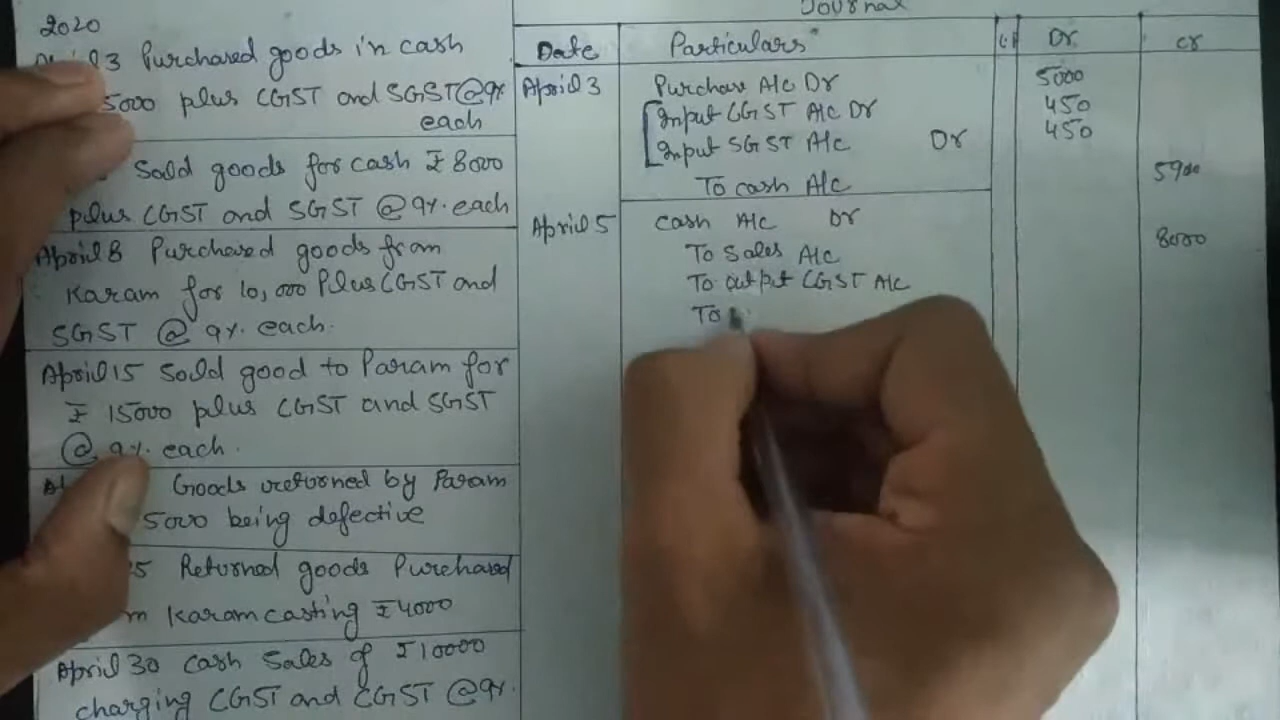 2020
3 Purchased goods in cash
5000 plus CGST and SGST@9%
each
Sold goods for cash ₹8000
plus CGST and SGST @9%.each
April 8 Purchased goods from
Karam for 10,000 Plus CGST and
SGST @ 9% each.
April 15 Sold good to Param for
₹ 15000 plus CGST and SGST
@ 9%. each.
Goods returned by Param
5000 being defective
5 Returned goods Purchased
m Karam casting ₹4000
April 30 cash sales of ₹10000
charging CGST and CGST @9%.
Journal
Date Particulars Dr cr
April 3 Purchase A/c Dr 5000
Input CGST A/c Dr 450
Input SGST A/c Dr 450
To cash A/c 5900
April 5 cash A/c Dr
To Sales A/c 8000
To output CGST A/c
To